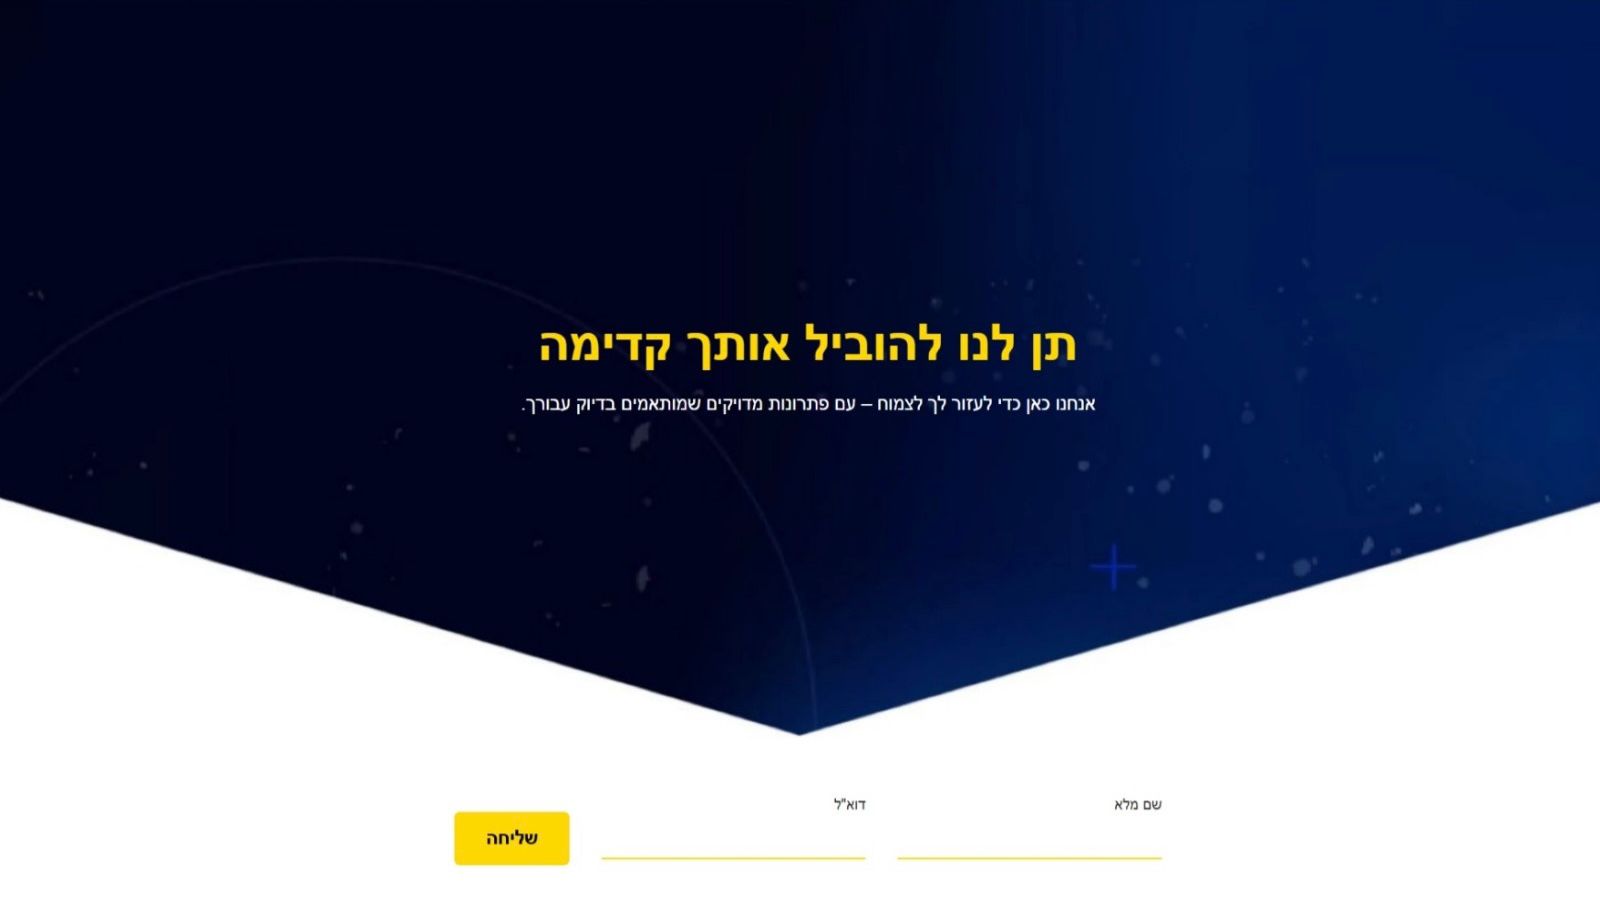 תן לנו להוביל אותך קדימה
אנחנו כאן כדי לעזור לך לצמוח – עם פתרונות מדויקים שמותאמים בדיוק עבורך.
שם מלא
דוא"ל
שליחה